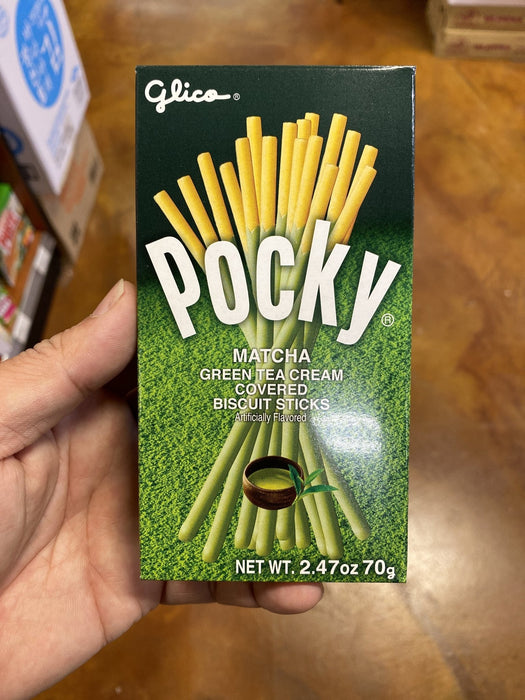 Glico®
Pocky®
MATCHA
GREEN TEA CREAM
COVERED
BISCUIT STICKS
Artificially Flavored
NET WT. 2.47oz 70g